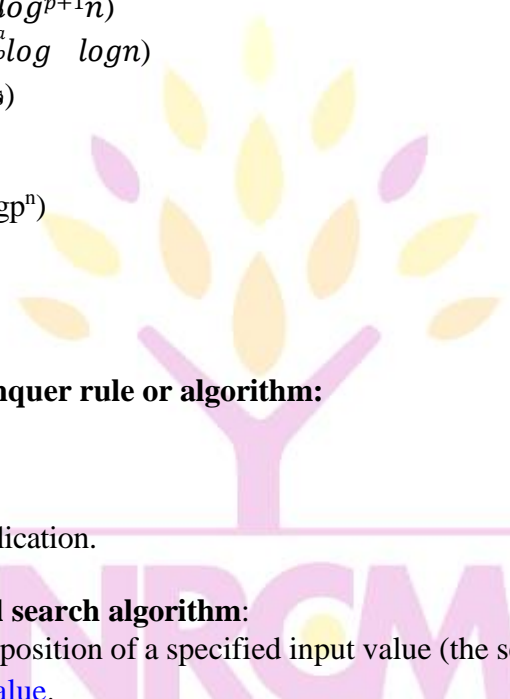 log^{p+1}n)
log logn)
)
gp^n)
nquer rule or algorithm:
lication.
l search algorithm:
position of a specified input value (the s
alue.
NRCM